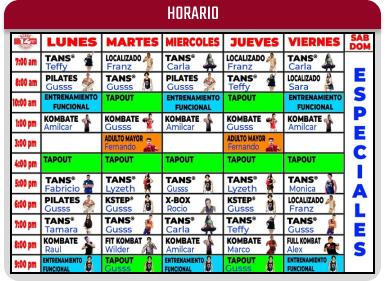 HORARIO
LUNES MARTES MIERCOLES JUEVES VIERNES SAB DOM
7:00 am TANS® LOCALIZADO TANS® LOCALIZADO TANS®
Teffy Franz Carla Franz Carla
8:00 am PILATES TANS® PILATES TANS® LOCALIZADO
Gusss Gusss Gusss Teffy Sara
10:00 am ENTRENAMIENTO FUNCIONAL TAPOUT ENTRENAMIENTO FUNCIONAL TAPOUT ENTRENAMIENTO FUNCIONAL
1:00 pm KOMBATE KOMBATE KOMBATE KOMBATE KOMBATE
Amilcar Gusss Amilcar Gusss Amilcar
3:00 pm ADULTO MAYOR ADULTO MAYOR
Fernando Fernando
4:00 pm TAPOUT TAPOUT TAPOUT TAPOUT TAPOUT
5:00 pm TANS® TANS® TANS® TANS® TANS®
Fabricio Lyzeth Gusss Lyzeth Monica
6:00 pm PILATES KSTEP® X-BOX KSTEP® LOCALIZADO
Gusss Gusss Rocio Gusss Franz
7:00 pm TANS® TANS® TANS® TANS® TANS®
Tamara Gusss Carla Teffy Gusss
8:00 pm KOMBATE FIT KOMBAT KOMBATE KOMBATE FULL KOMBAT
Raul Wilder Amilcar Marco Alex
9:00 pm ENTRENAMIENTO FUNCIONAL TAPOUT ENTRENAMIENTO FUNCIONAL TAPOUT ENTRENAMIENTO FUNCIONAL
Gusss Gusss
ESPECIALES